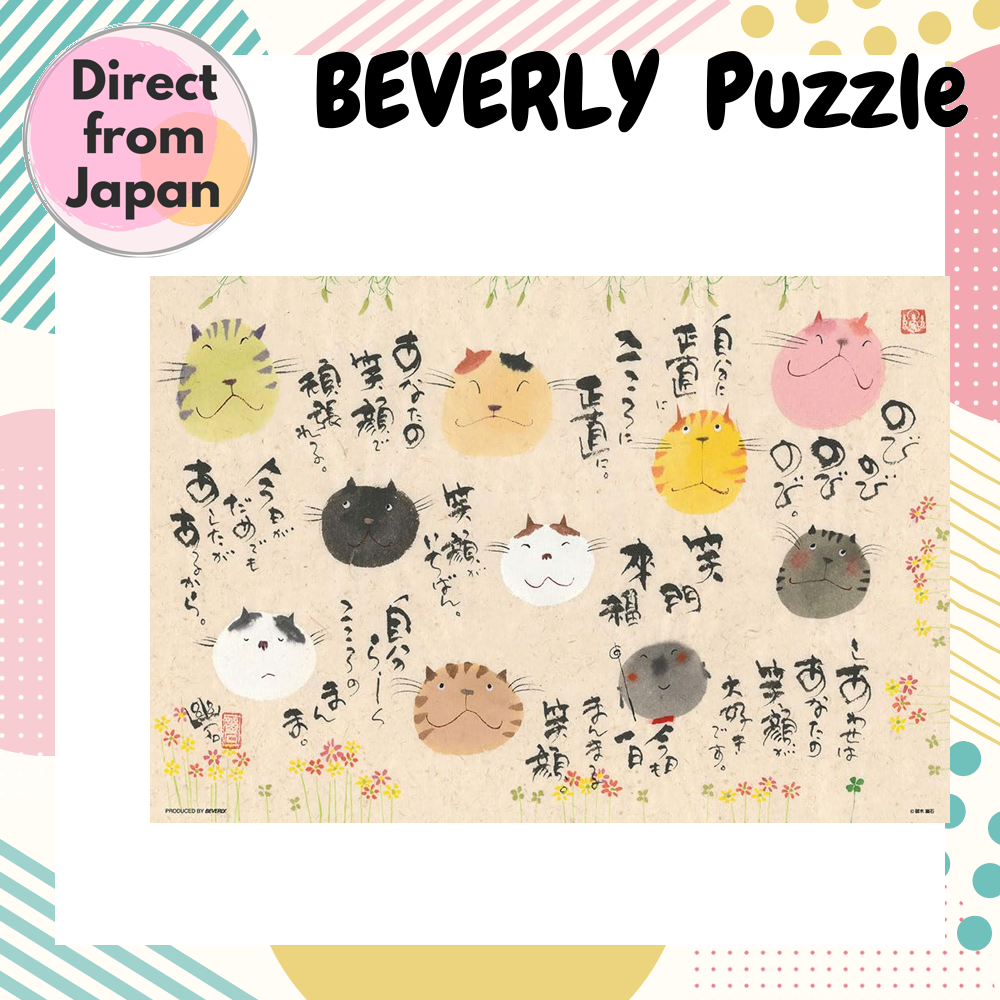 Direct
from
Japan
BEVERLY Puzzle
のび
のび
のび
のび。
自分に
正直に
こころに
正直に。
あなたの
笑顔で
頑張
れる。
笑
門
来
福
笑顔が
いちばん。
今日が
だめでも
あしたが
あるから。
しあわせは
あなたの
笑顔が
大好き
です。
今日も
一日
まんまる
笑顔。
自分
らしく
こころの
まん
ま。
PRODUCED BY BEVERLY